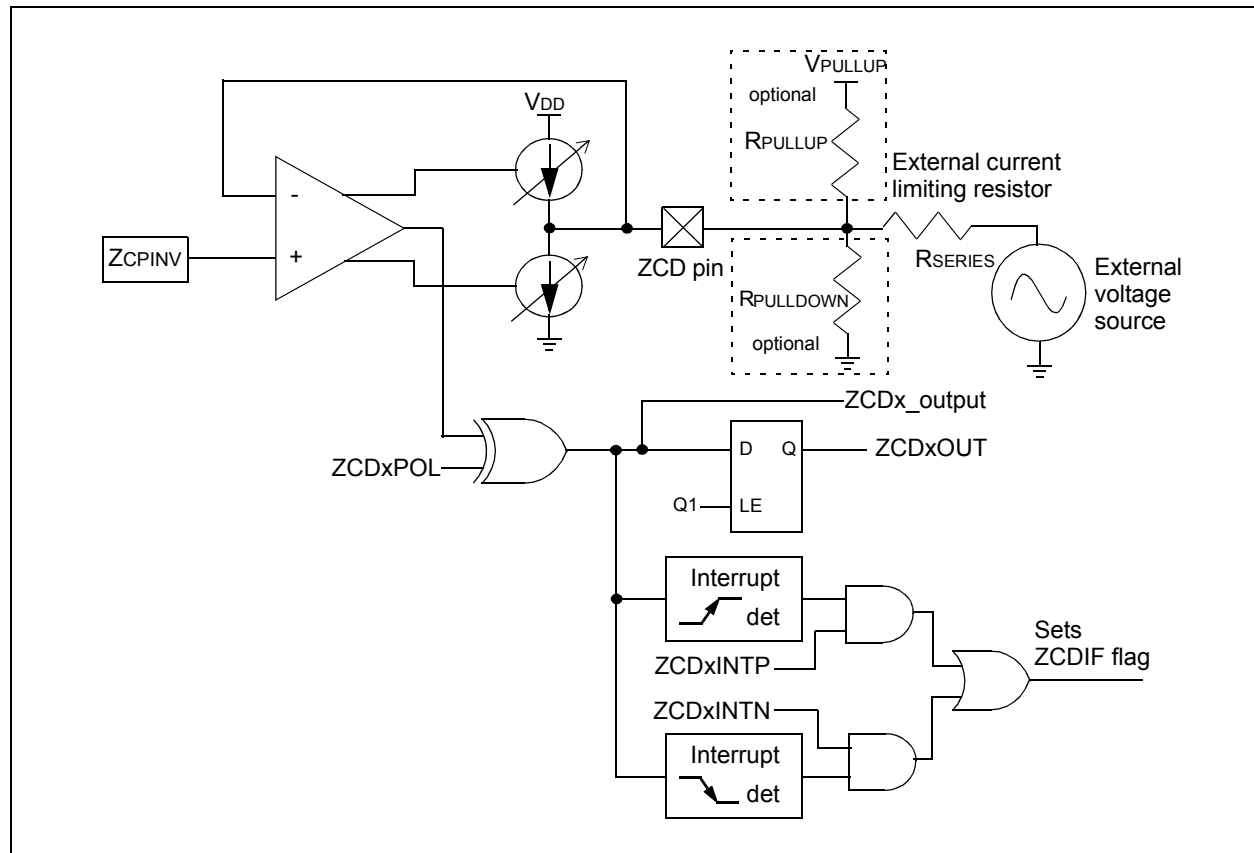 VPULLUP
optional
RPULLUP
VDD
External current
limiting resistor
-
+
ZCPINV
ZCD pin
RSERIES
RPULLDOWN
optional
External
voltage
source
ZCDx_output
D Q
ZCDxOUT
ZCDxPOL
Q1
LE
Interrupt
det
ZCDxINTP
Sets
ZCDIF flag
ZCDxINTN
Interrupt
det